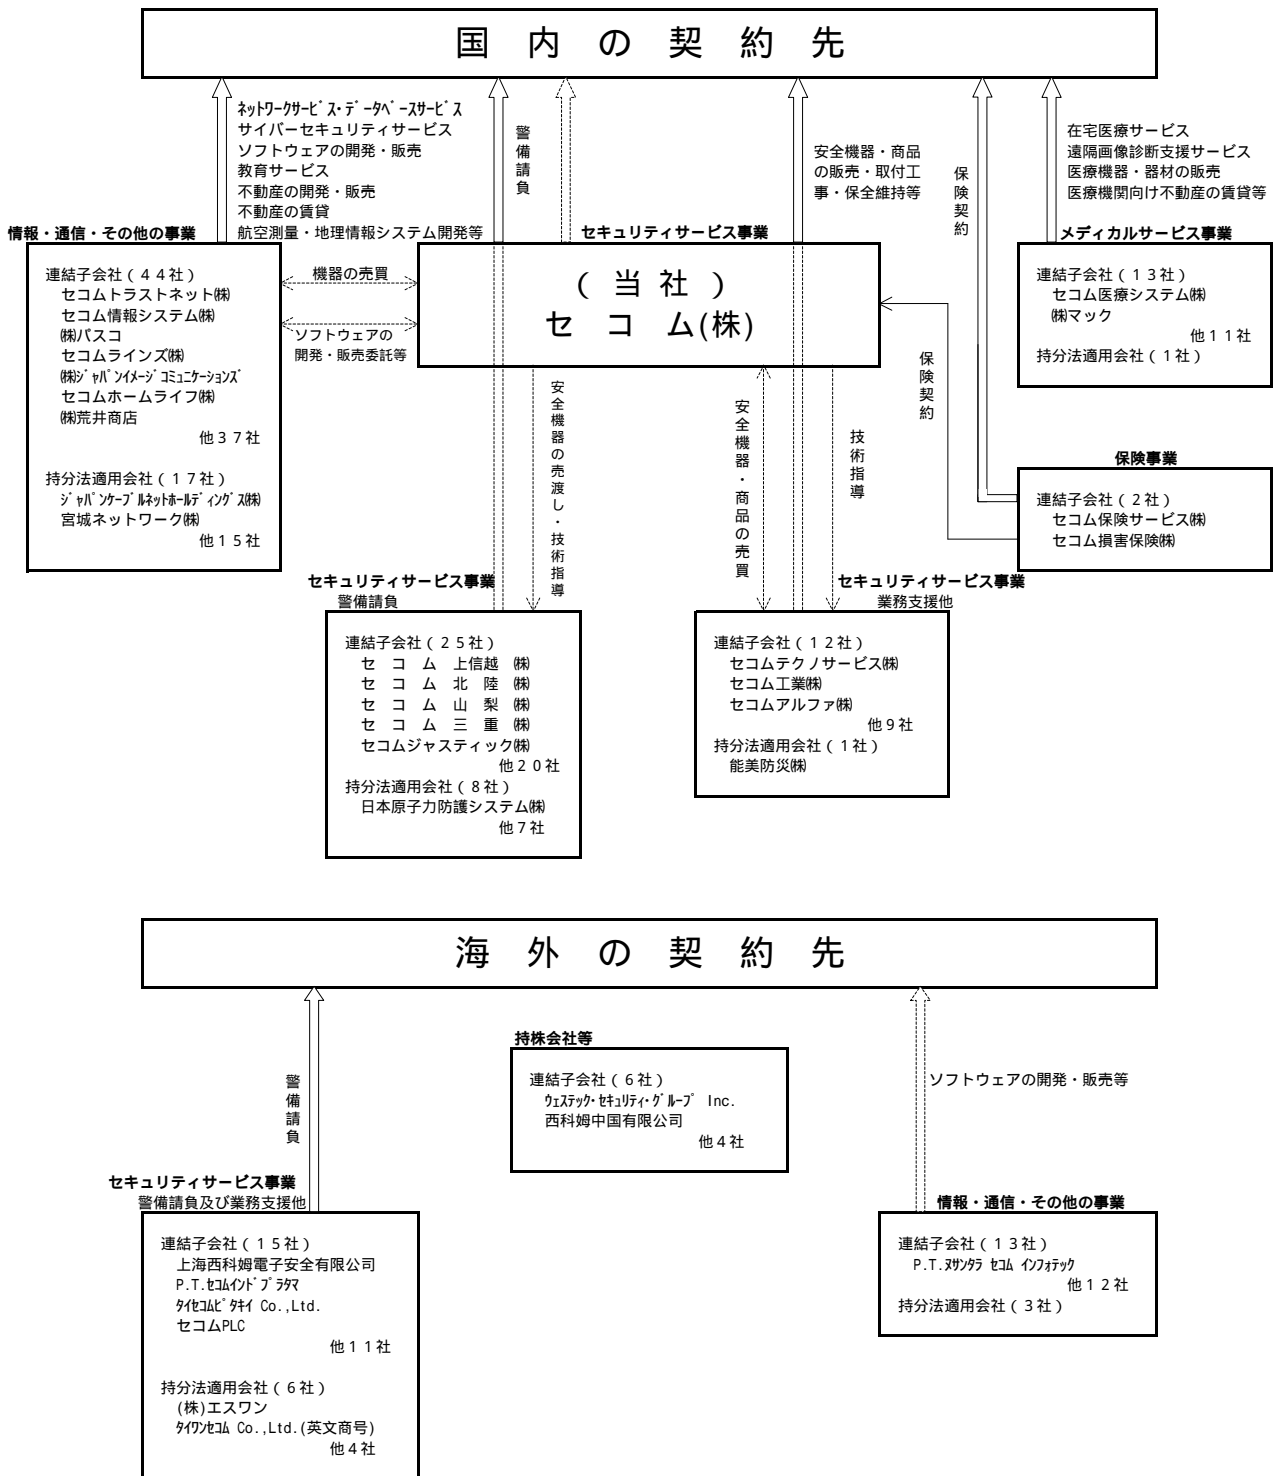 国内の契約先
ネットワークサービス・データベースサービス
サイバーセキュリティサービス
ソフトウェアの開発・販売
教育サービス
不動産の開発・販売
不動産の賃貸
航空測量・地理情報システム開発等
警備請負
安全機器・商品
の販売・取付工
事・保全維持等
保険契約
在宅医療サービス
遠隔画像診断支援サービス
医療機器・器材の販売
医療機関向け不動産の賃貸等
情報・通信・その他の事業
連結子会社(44社)
セコムトラストネット㈱
セコム情報システム㈱
㈱パスコ
セコムラインズ㈱
㈱ジャパンイメージコミュニケーションズ
セコムホームライフ㈱
㈱荒井商店
他37社
持分法適用会社(17社)
ジャパンケーブルネットホールディングス㈱
宮城ネットワーク㈱
他15社
機器の売買
ソフトウェアの
開発・販売委託等
セキュリティサービス事業
(当社)
セコム(株)
メディカルサービス事業
連結子会社(13社)
セコム医療システム㈱
㈱マック
他11社
持分法適用会社(1社)
保険契約
保険事業
連結子会社(2社)
セコム保険サービス㈱
セコム損害保険㈱
安全機器の売渡し・技術指導
安全機器・商品の売買
技術指導
セキュリティサービス事業
警備請負
連結子会社(25社)
セコム上信越㈱
セコム北陸㈱
セコム山梨㈱
セコム三重㈱
セコムジャスティック㈱
他20社
持分法適用会社(8社)
日本原子力防護システム㈱
他7社
セキュリティサービス事業
業務支援他
連結子会社(12社)
セコムテクノサービス㈱
セコム工業㈱
セコムアルファ㈱
他9社
持分法適用会社(1社)
能美防災㈱
海外の契約先
警備請負
セキュリティサービス事業
警備請負及び業務支援他
連結子会社(15社)
上海西科姆電子安全有限公司
P.T.セコムインドプラタマ
タイセコムピタキイ Co.,Ltd.
セコムPLC
他11社
持分法適用会社(6社)
(株)エスワン
タイワンセコム Co.,Ltd.(英文商号)
他4社
持株会社等
連結子会社(6社)
ウェステック・セキュリティ・グループ Inc.
西科姆中国有限公司
他4社
ソフトウェアの開発・販売等
情報・通信・その他の事業
連結子会社(13社)
P.T.ヌサンタラ セコム インフォテック
他12社
持分法適用会社(3社)